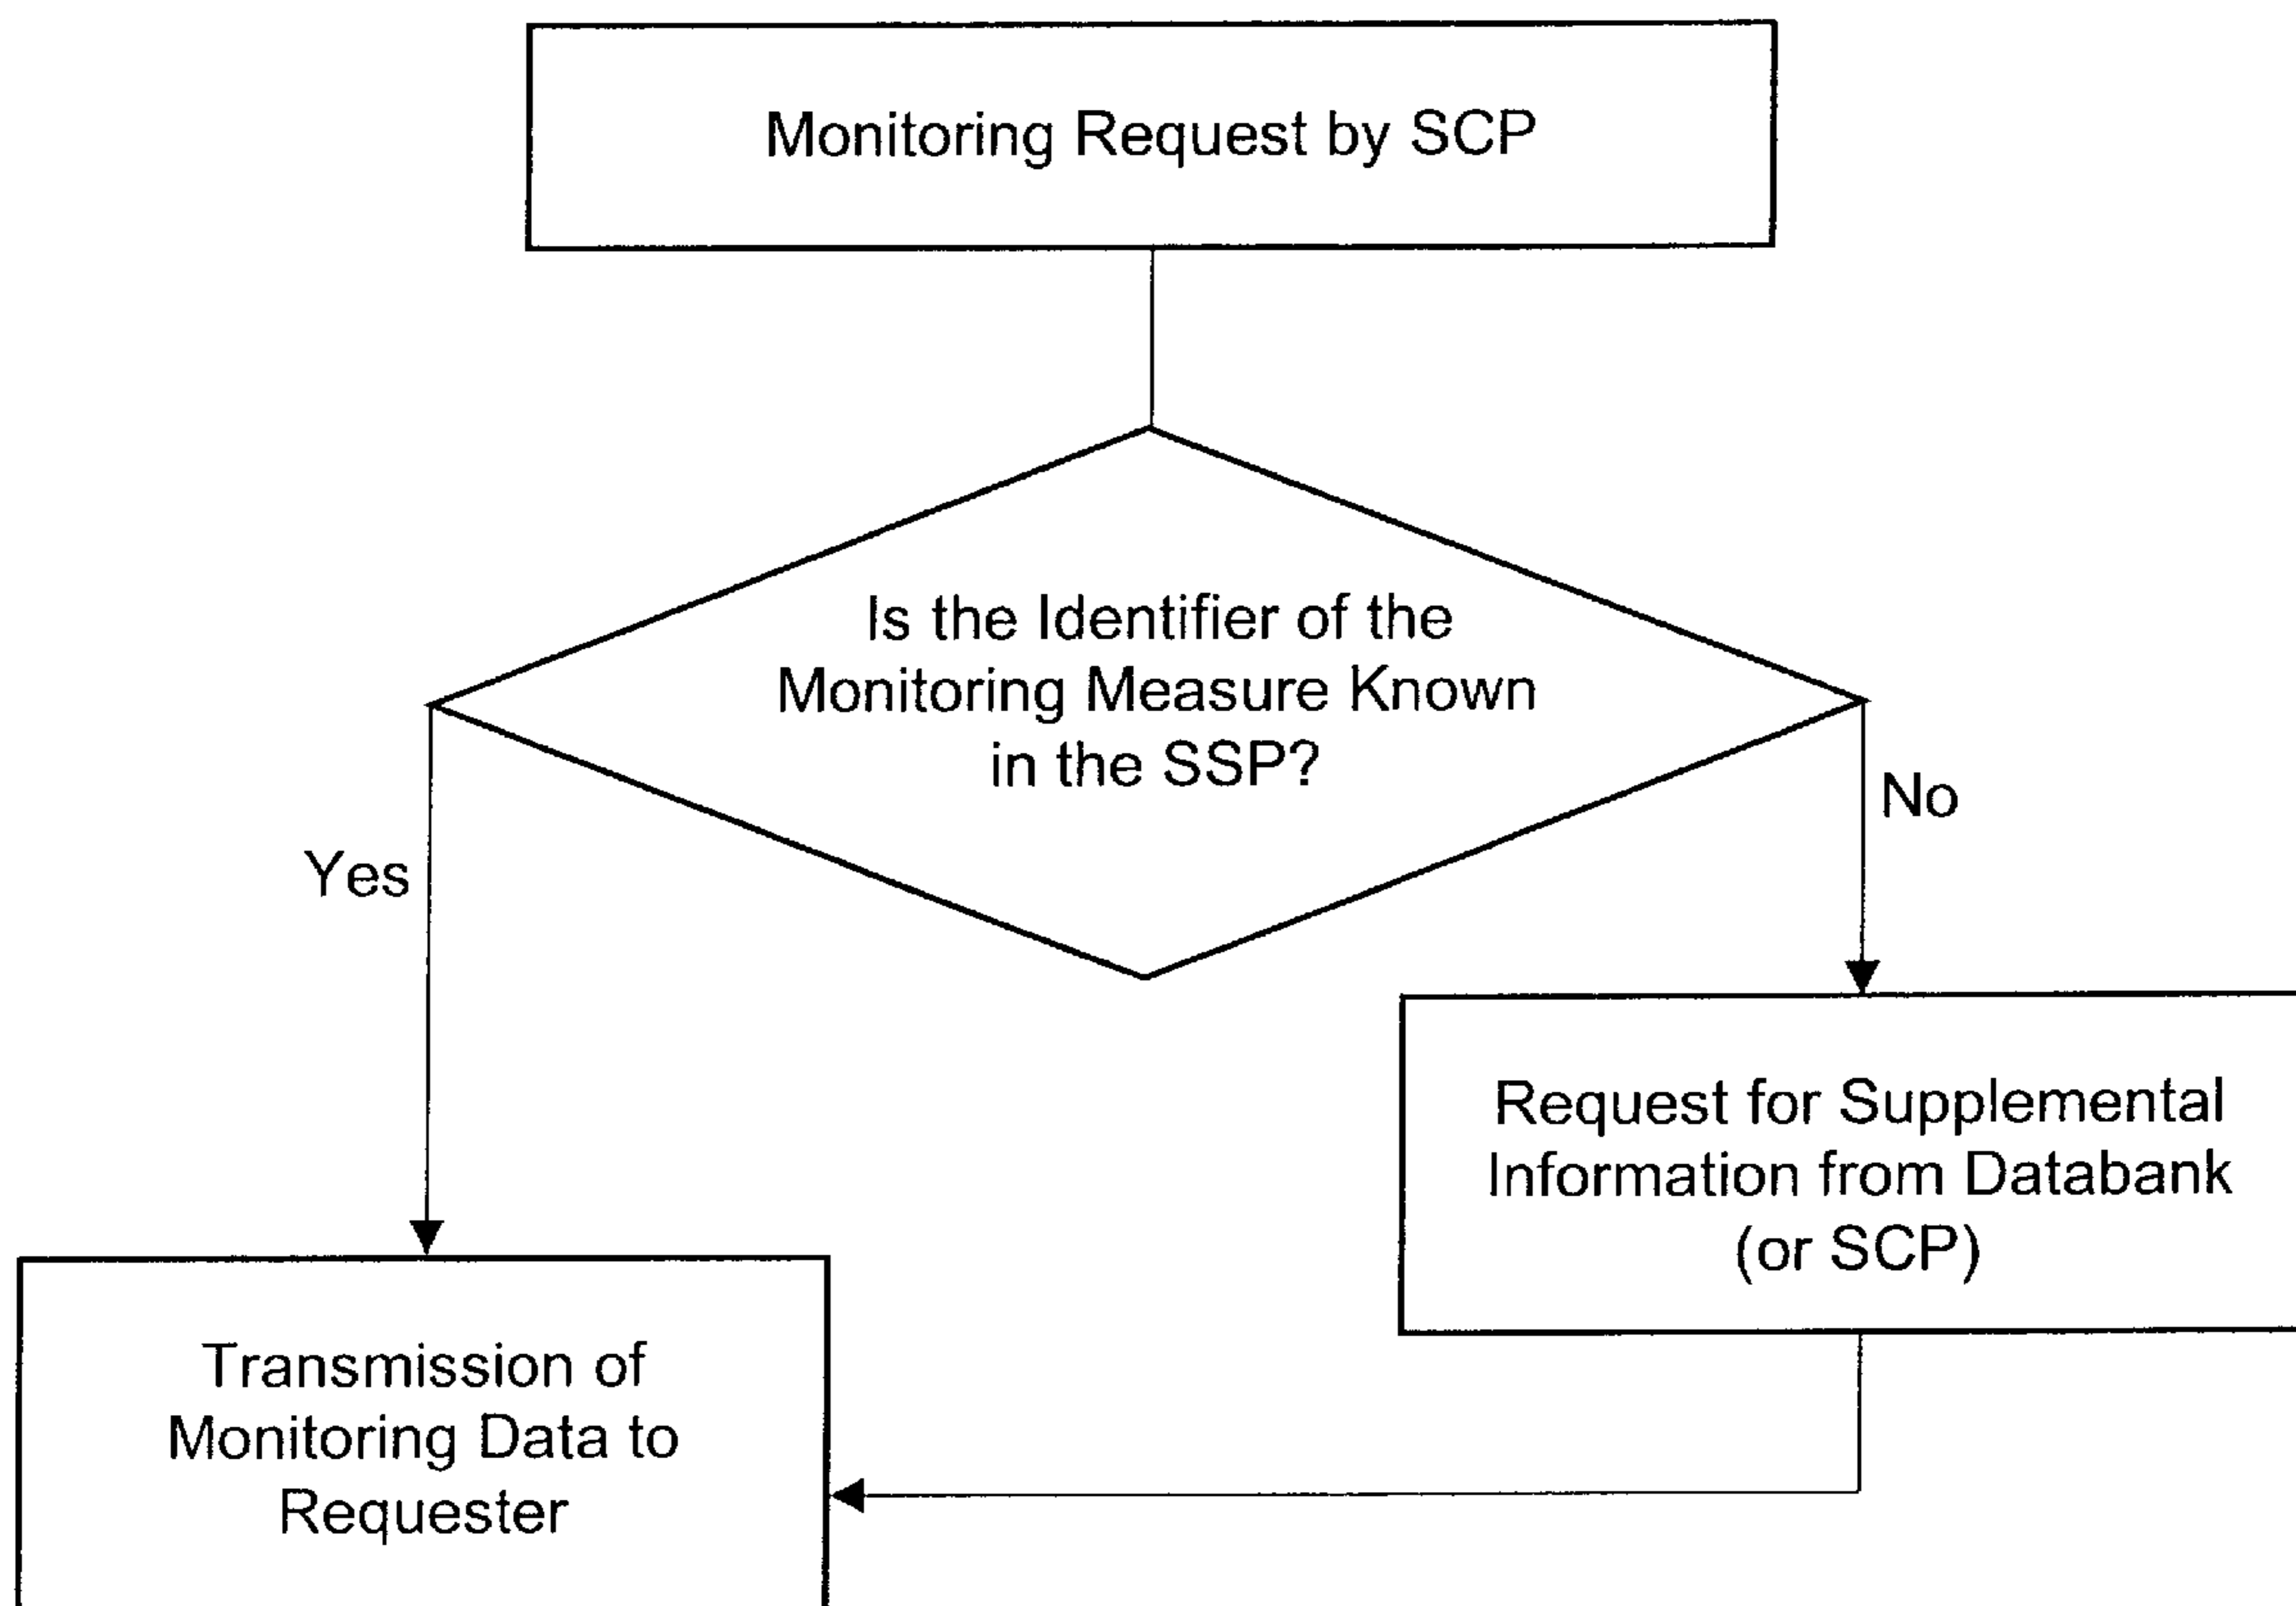 Monitoring Request by SCP
Is the Identifier of the
Monitoring Measure Known
in the SSP?
Yes
No
Request for Supplemental
Information from Databank
(or SCP)
Transmission of
Monitoring Data to
Requester